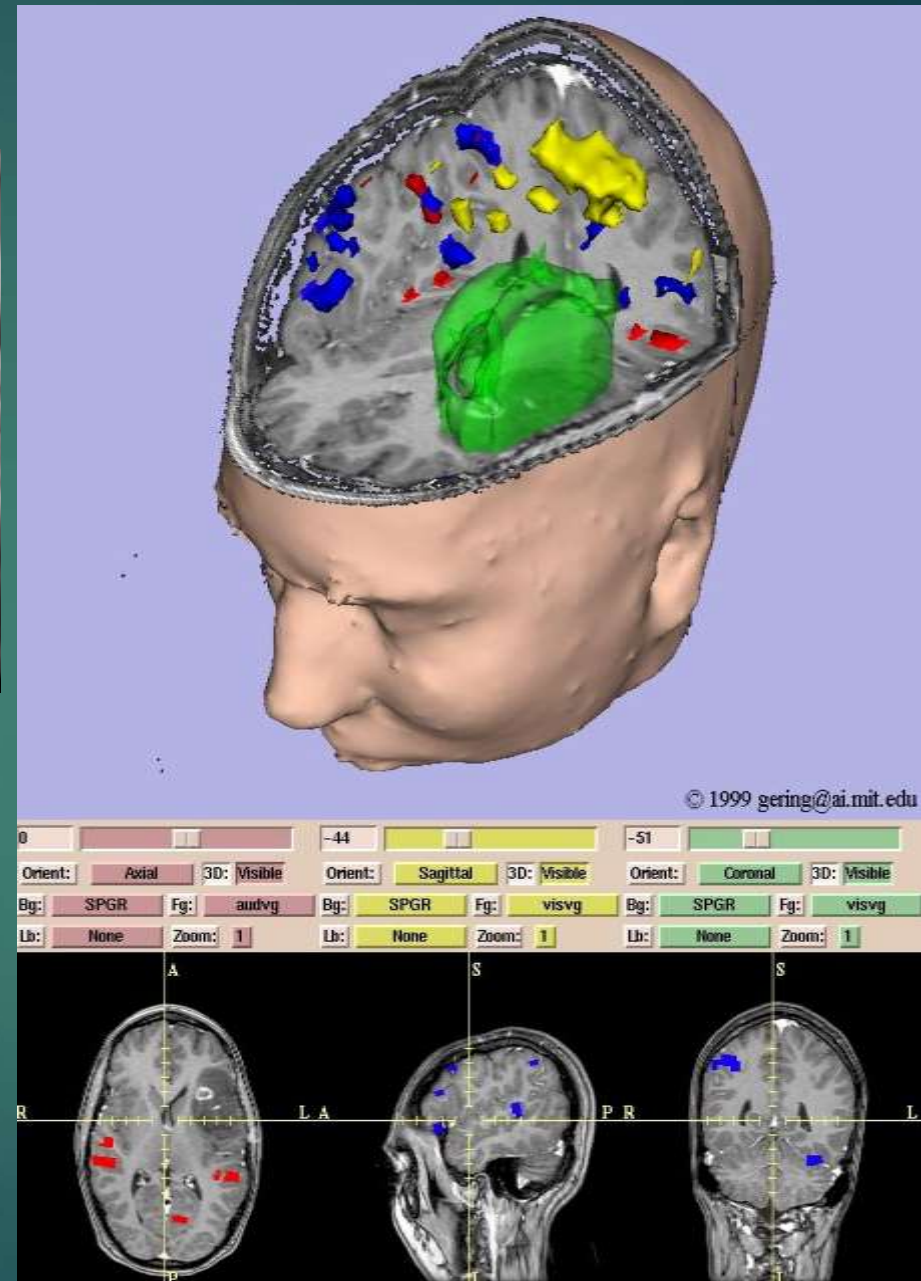 © 1999 gering@ai.mit.edu
0 -44 -51
Orient: Axial 3D: Visible Orient: Sagittal 3D: Visible Orient: Coronal 3D: Visible
Bg: SPGR Fg: audvg Bg: SPGR Fg: visvg Bg: SPGR Fg: visvg
Lb: None Zoom: 1 Lb: None Zoom: 1 Lb: None Zoom: 1
A S S
R L A P R L
P I I